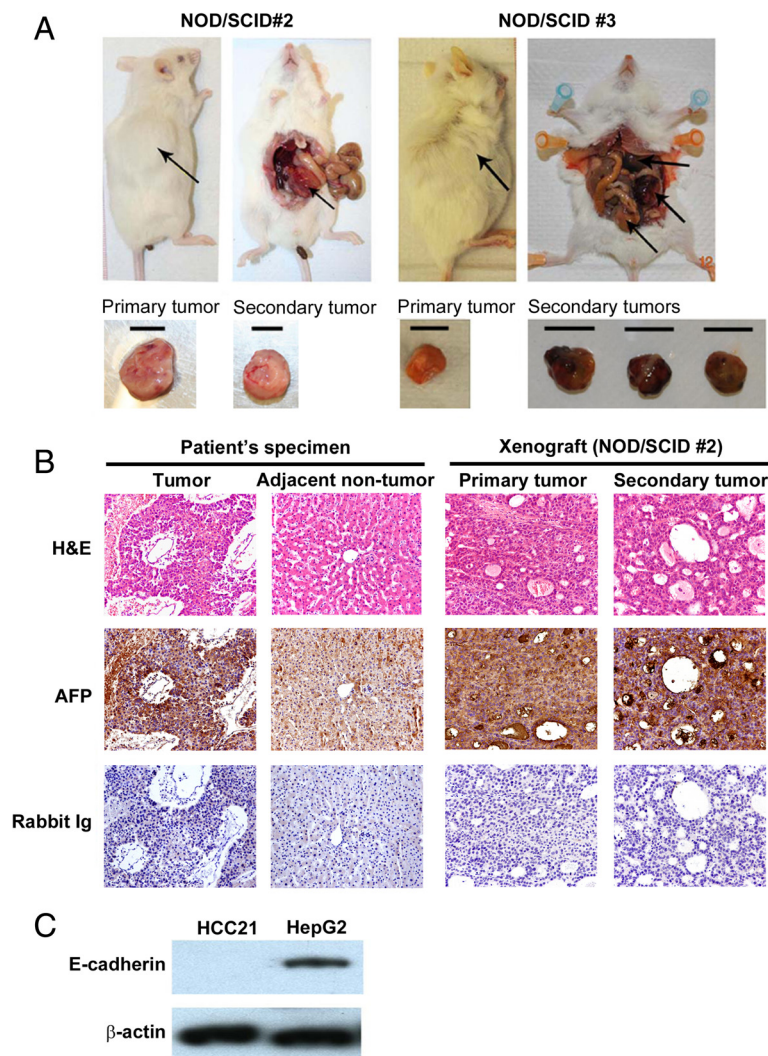 A
NOD/SCID#2
NOD/SCID #3
Primary tumor
Secondary tumor
Primary tumor
Secondary tumors
12
B
Patient's specimen
Xenograft (NOD/SCID #2)
Tumor
Adjacent non-tumor
Primary tumor
Secondary tumor
H&E
AFP
Rabbit Ig
C
HCC21
HepG2
E-cadherin
β-actin